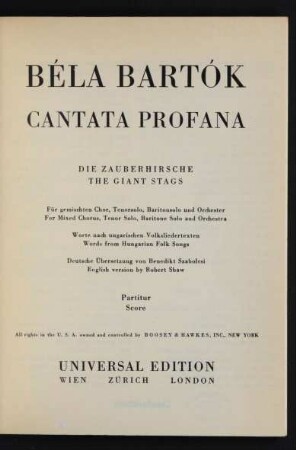 BÉLA BARTÓK
CANTATA PROFANA
DIE ZAUBERHIRSCHE
THE GIANT STAGS
Für gemischten Chor, Tenorsolo, Baritonsolo und Orchester
For Mixed Chorus, Tenor Solo, Baritone Solo and Orchestra
Worte nach ungarischen Volksliedertexten
Words from Hungarian Folk Songs
Deutsche Übersetzung von Benedikt Szabolcsi
English version by Robert Shaw
Partitur
Score
All rights in the U. S. A. owned and controlled by BOOSEY & HAWKES, INC., NEW YORK
UNIVERSAL EDITION
WIEN ZÜRICH LONDON